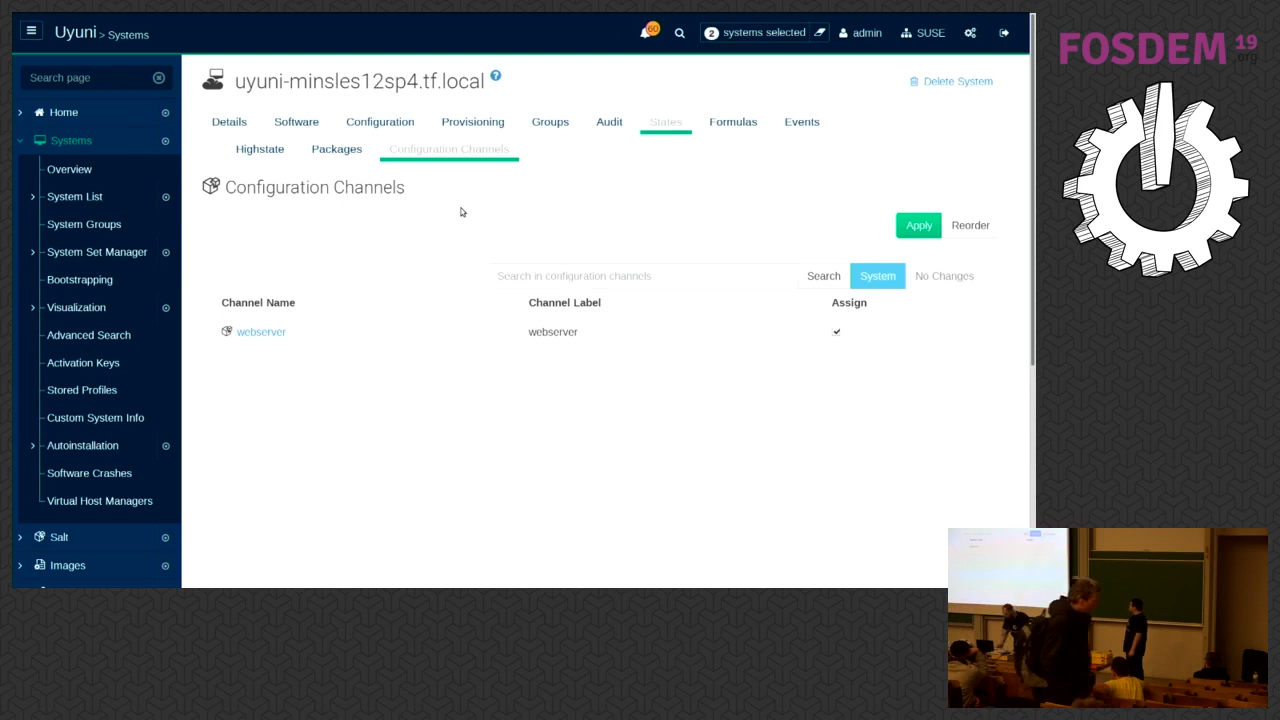 Uyuni > Systems
60
2 systems selected
admin
SUSE
FOSDEM 19
.org
Search page
uyuni-minsles12sp4.tf.local
Delete System
Home
Details Software Configuration Provisioning Groups Audit States Formulas Events
Systems
Highstate Packages Configuration Channels
Overview
System List
Configuration Channels
System Groups
Apply Reorder
System Set Manager
Bootstrapping
Search in configuration channels Search System No Changes
Visualization
Channel Name Channel Label Assign
Advanced Search
webserver webserver
Activation Keys
Stored Profiles
Custom System Info
Autoinstallation
Software Crashes
Virtual Host Managers
Salt
Images